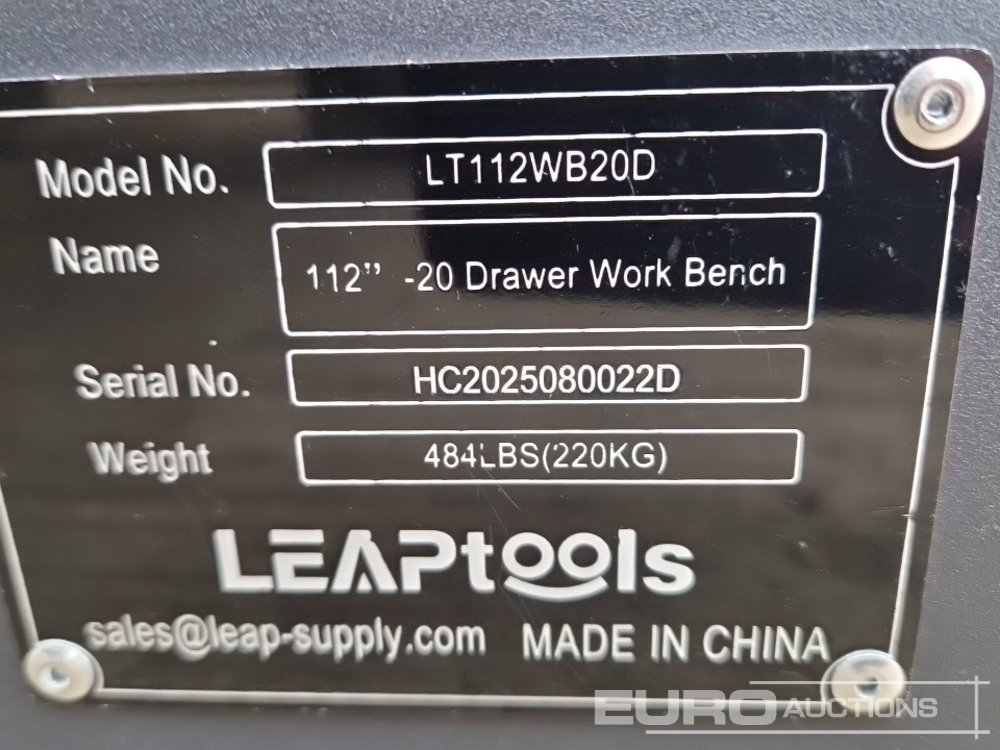 Model No. LT112WB20D
Name 112” -20 Drawer Work Bench
Serial No. HC2025080022D
Weight 484LBS(220KG)
LEAPtools
sales@leap-supply.com MADE IN CHINA
EURO AUCTIONS